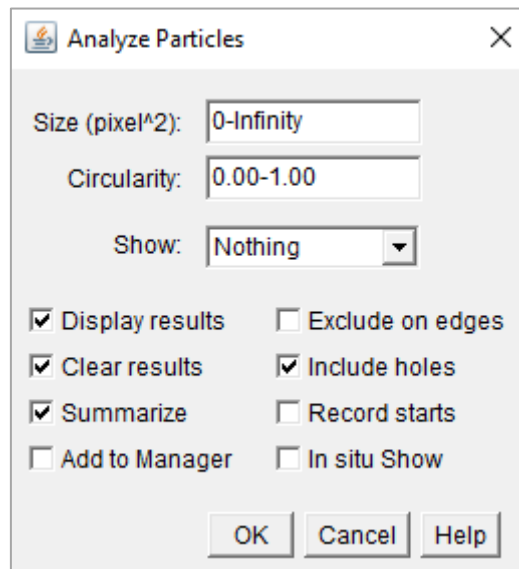 Analyze Particles
Size (pixel^2): 0-Infinity
Circularity: 0.00-1.00
Show: Nothing
Display results Exclude on edges
Clear results Include holes
Summarize Record starts
Add to Manager In situ Show
OK Cancel Help